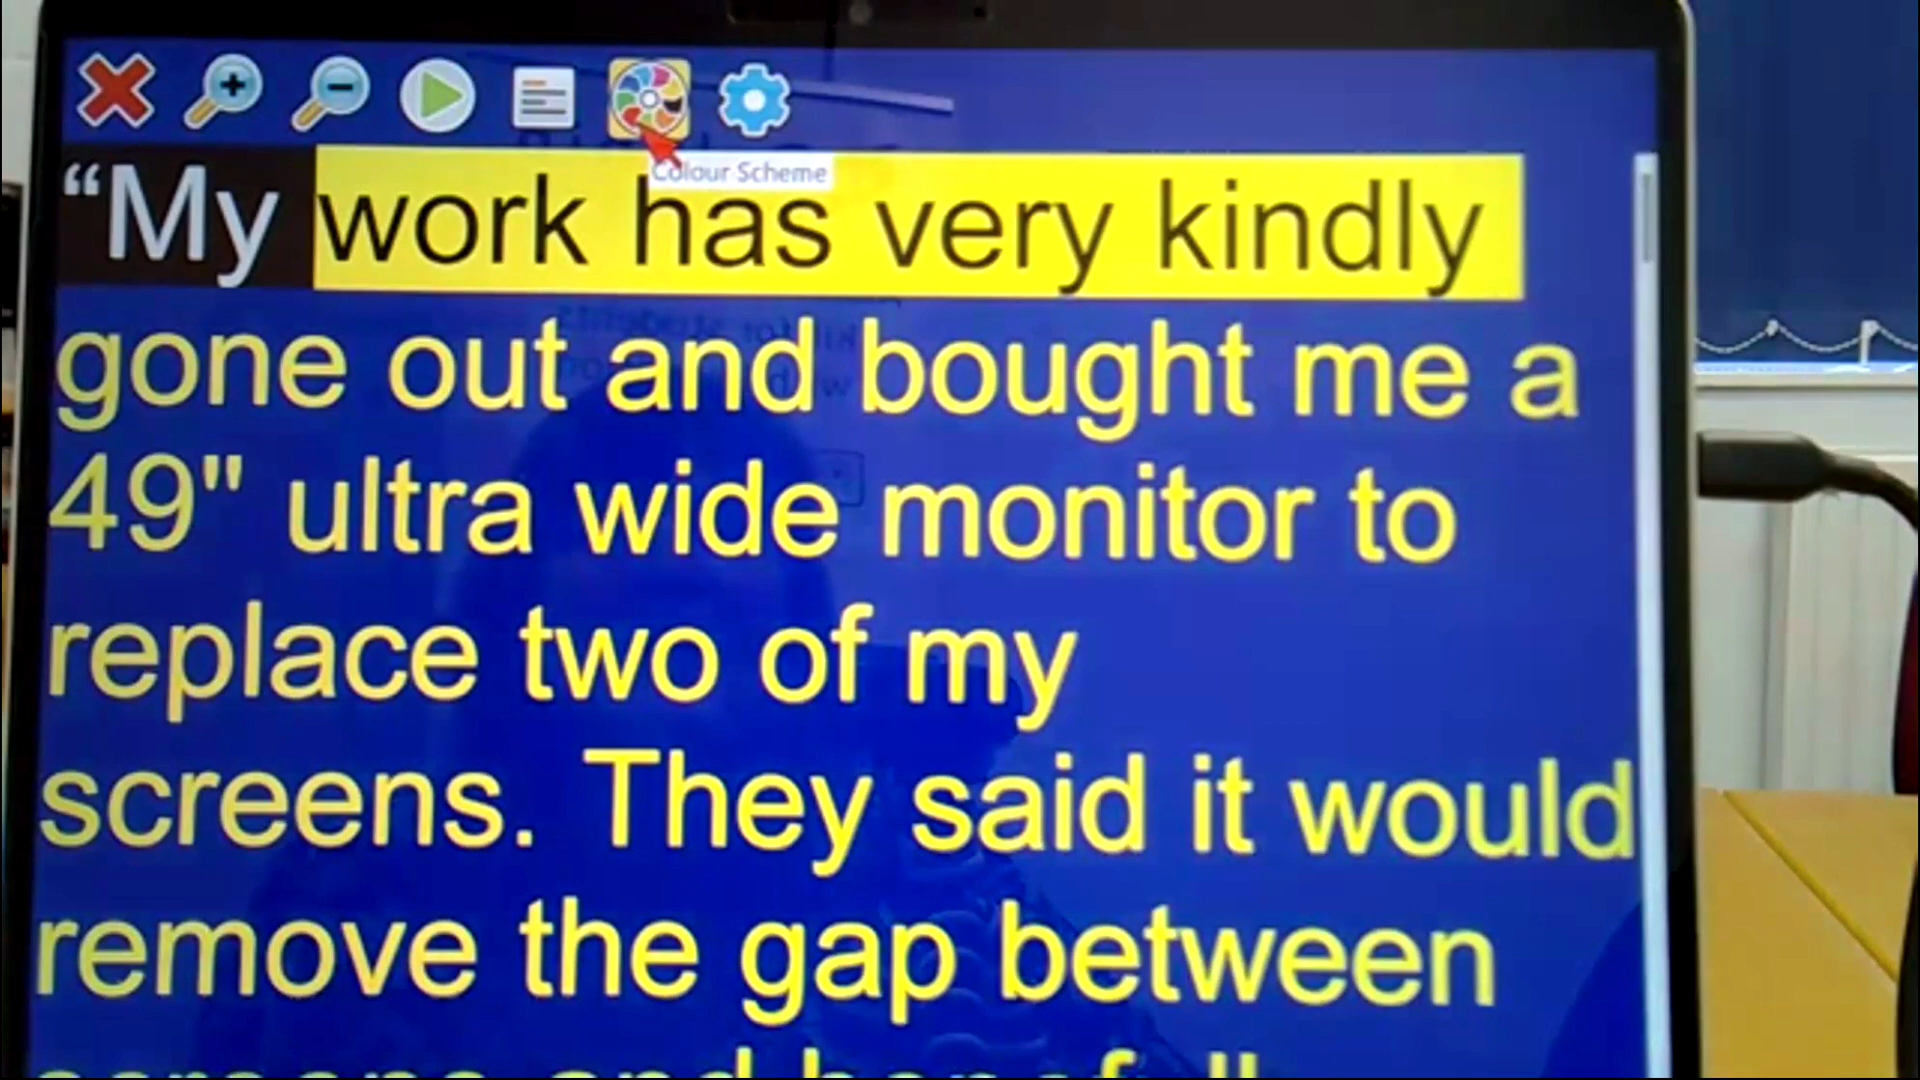 Colour Scheme
“My work has very kindly
gone out and bought me a
49" ultra wide monitor to
replace two of my
screens. They said it would
remove the gap between